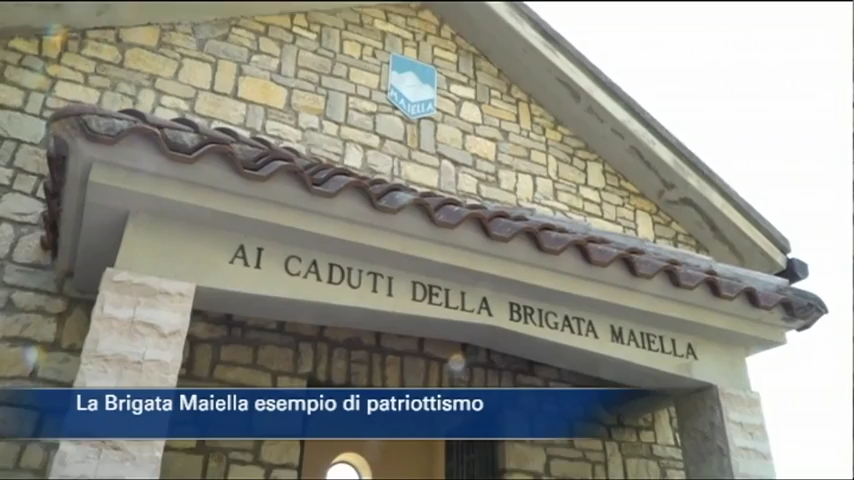 MAIELLA
AI CADUTI DELLA BRIGATA MAIELLA
La Brigata Maiella esempio di patriottismo